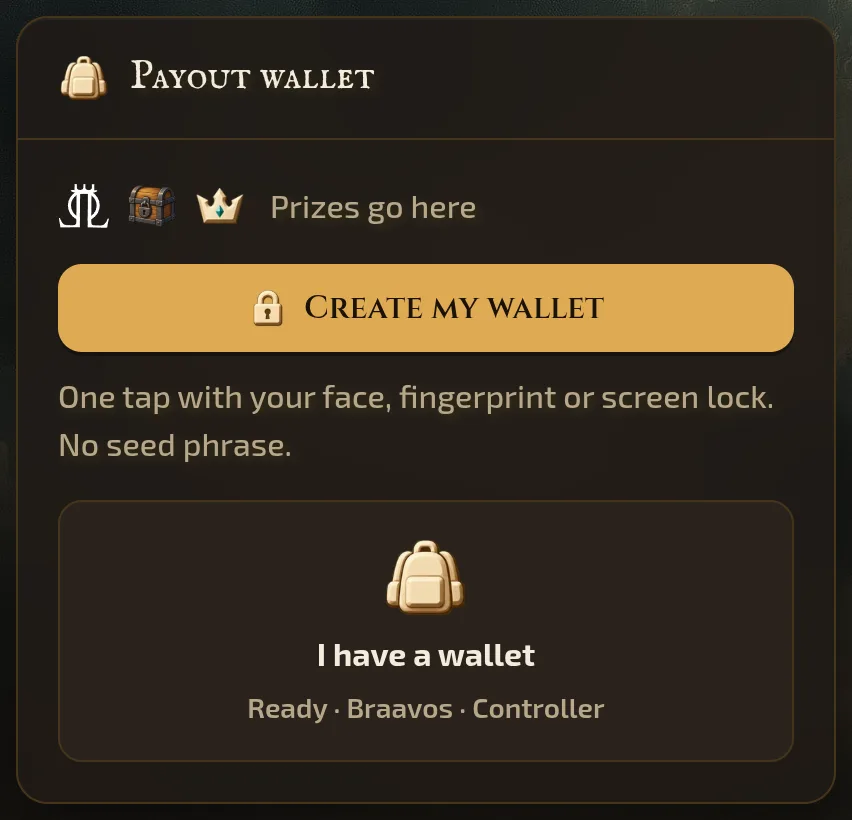 Payout wallet
Prizes go here
Create my wallet
One tap with your face, fingerprint or screen lock.
No seed phrase.
I have a wallet
Ready · Braavos · Controller